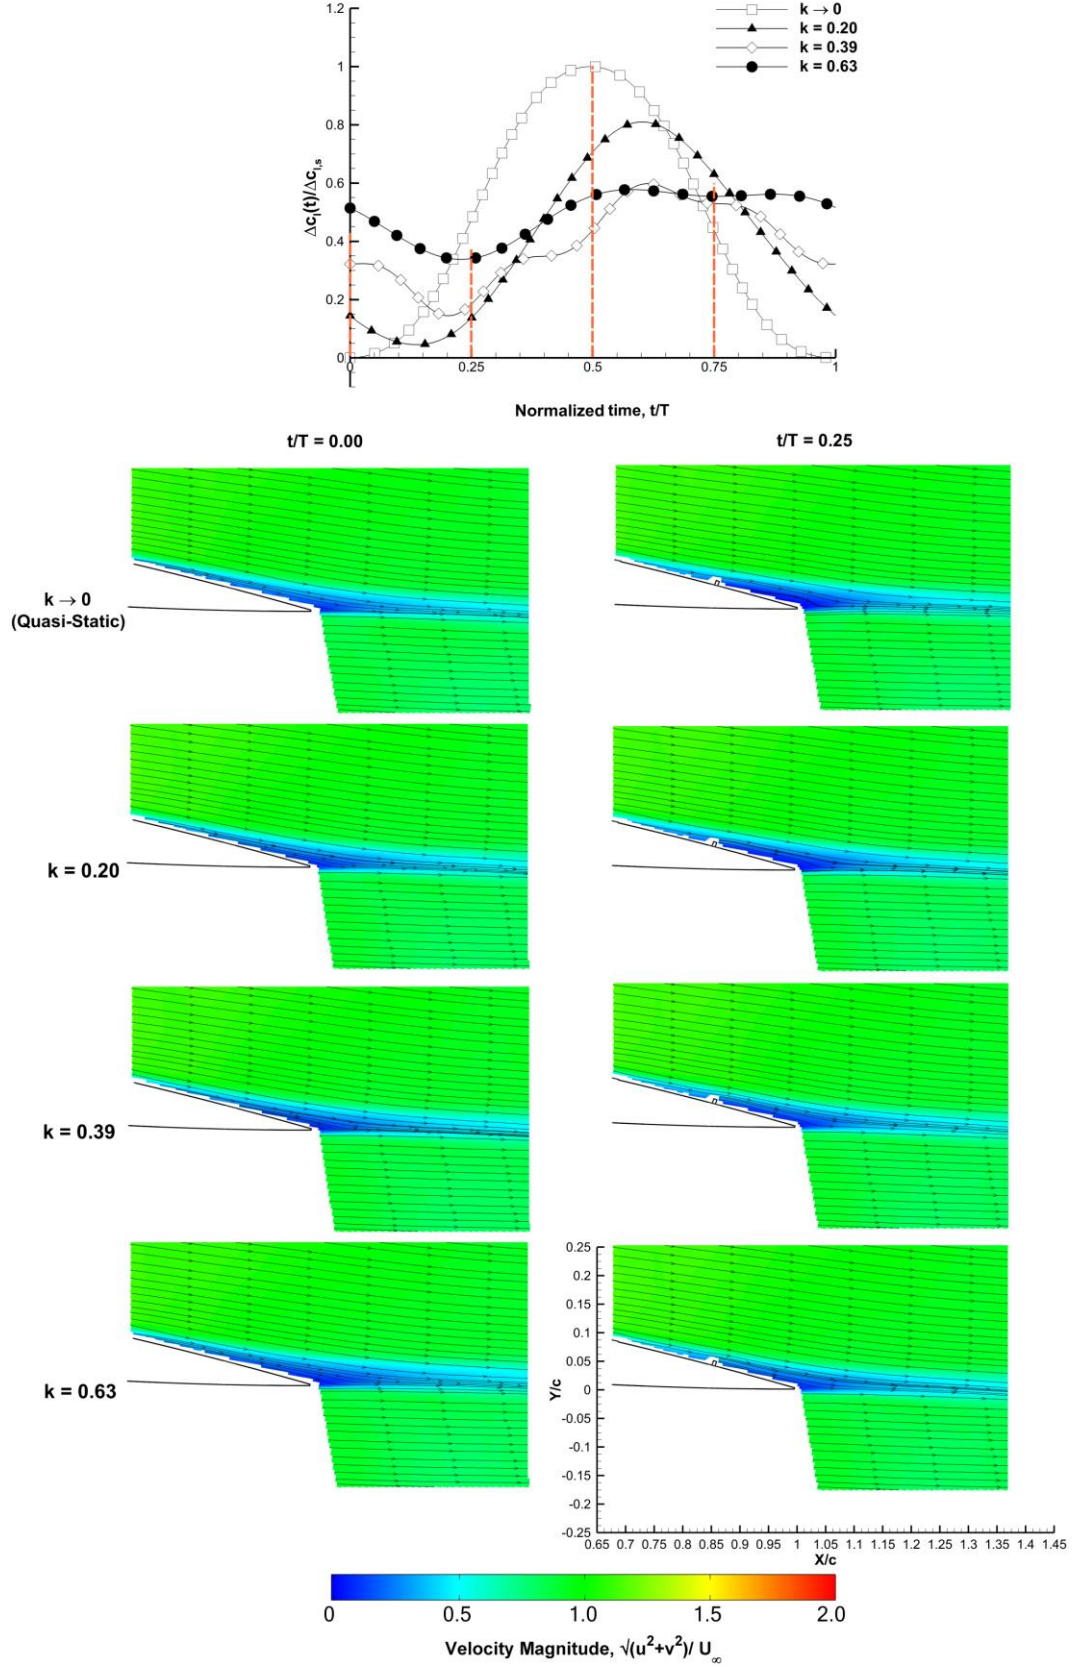 1.2
1
0.8
0.6
0.4
0.2
0
Δcₗ(t)/Δcₗ,ₛ
k → 0
k = 0.20
k = 0.39
k = 0.63
0 0.25 0.5 0.75 1
Normalized time, t/T
t/T = 0.00 t/T = 0.25
k → 0
(Quasi-Static)
k = 0.20
k = 0.39
k = 0.63
0.25
0.2
0.15
0.1
0.05
0
-0.05
-0.1
-0.15
-0.2
-0.25
Y/c
0.65 0.7 0.75 0.8 0.85 0.9 0.95 1 1.05 1.1 1.15 1.2 1.25 1.3 1.35 1.4 1.45
X/c
0 0.5 1.0 1.5 2.0
Velocity Magnitude, √(u²+v²)/ U∞